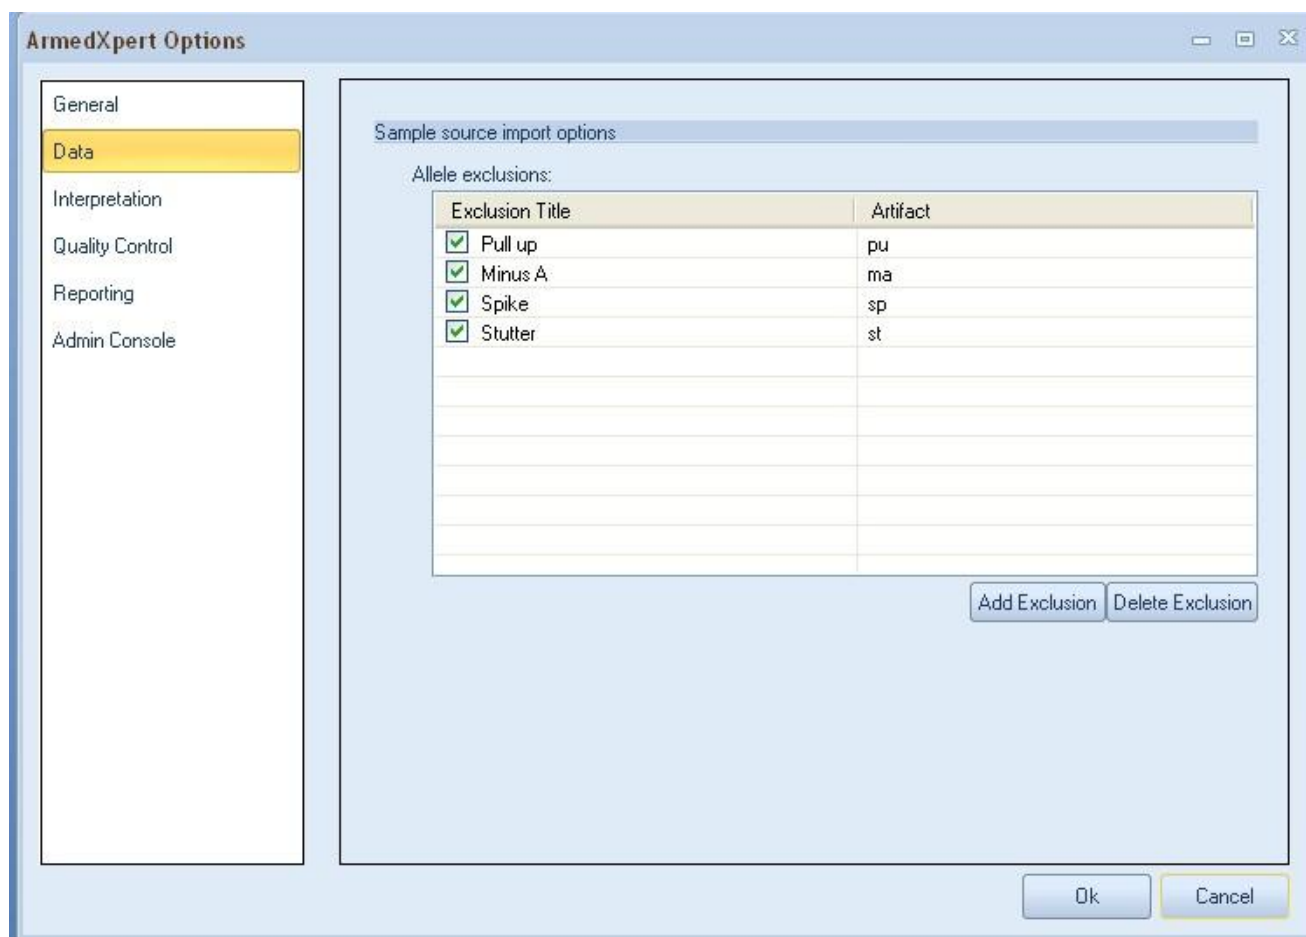 ArmedXpert Options
General
Data
Interpretation
Quality Control
Reporting
Admin Console
Sample source import options
Allele exclusions:
Exclusion Title Artifact
Pull up pu
Minus A ma
Spike sp
Stutter st
Add Exclusion Delete Exclusion
Ok Cancel